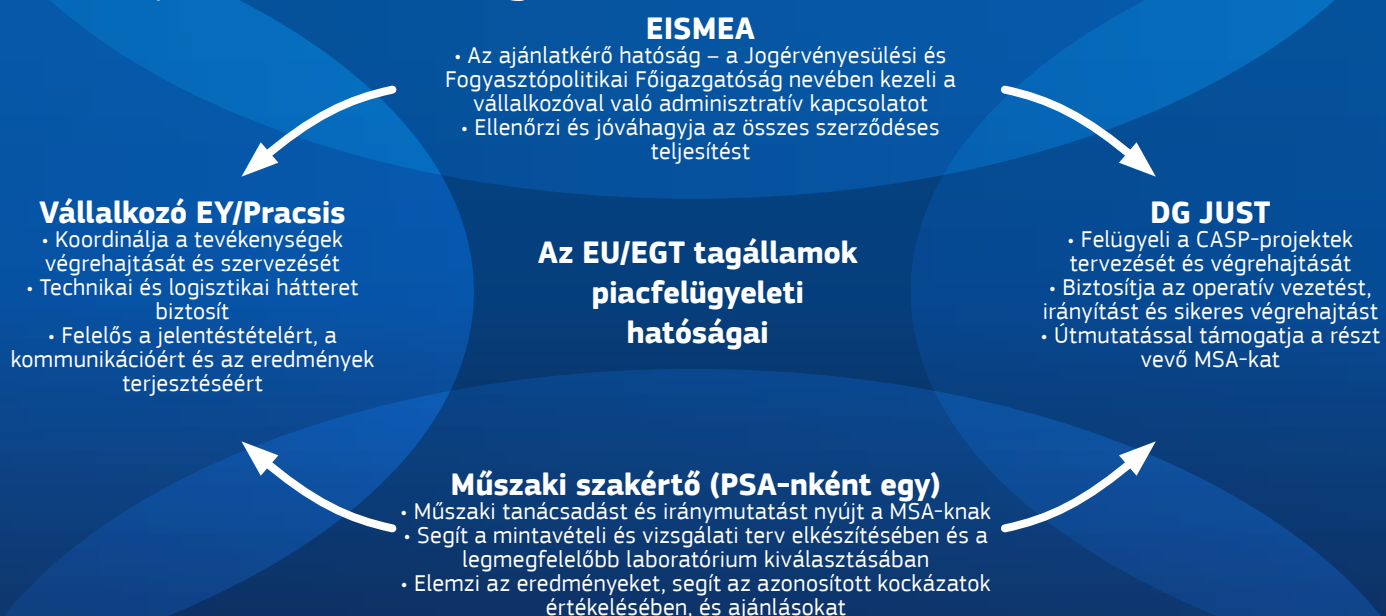 EISMEA
• Az ajánlatkérő hatóság – a Jogérvényesülési és
Fogyasztópolitikai Főigazgatóság nevében kezeli a
vállalkozóval való adminisztratív kapcsolatot
• Ellenőrzi és jóváhagyja az összes szerződéses
teljesítést
Vállalkozó EY/Pracsis
• Koordinálja a tevékenységek
végrehajtását és szervezését
• Technikai és logisztikai hátteret
biztosít
• Felelős a jelentéstételért, a
kommunikációért és az eredmények
terjesztéséért
Az EU/EGT tagállamok
piacfelügyeleti
hatóságai
DG JUST
• Felügyeli a CASP-projektek
tervezését és végrehajtását
• Biztosítja az operatív vezetést,
irányítást és sikeres végrehajtást
• Útmutatással támogatja a részt
vevő MSA-kat
Műszaki szakértő (PSA-nként egy)
• Műszaki tanácsadást és iránymutatást nyújt a MSA-knak
• Segít a mintavételi és vizsgálati terv elkészítésében és a
legmegfelelőbb laboratórium kiválasztásában
• Elemzi az eredményeket, segít az azonosított kockázatok
értékelésében, és ajánlásokat